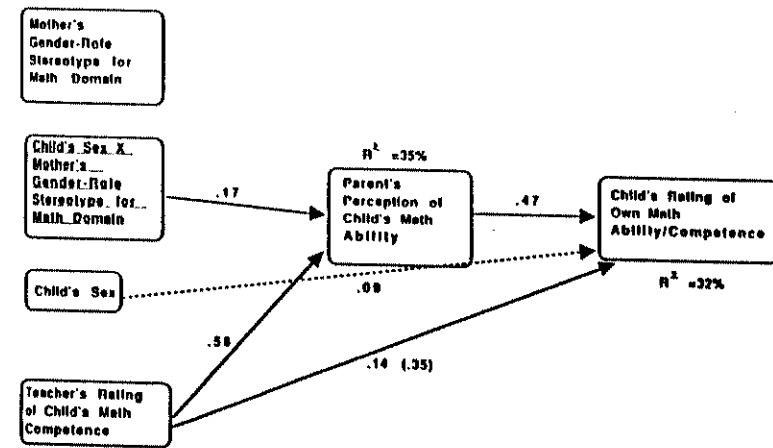 Mother's
Gender-Role
Stereotype for
Math Domain
Child's Sex X
Mother's
Gender-Role
Stereotype for
Math Domain
.17
R² =35%
Parent's
Perception of
Child's Math
Ability
.47
Child's Rating of
Own Math
Ability/Competence
R² =32%
Child's Sex
.09
.58
.14 (.35)
Teacher's Rating
of Child's Math
Competence